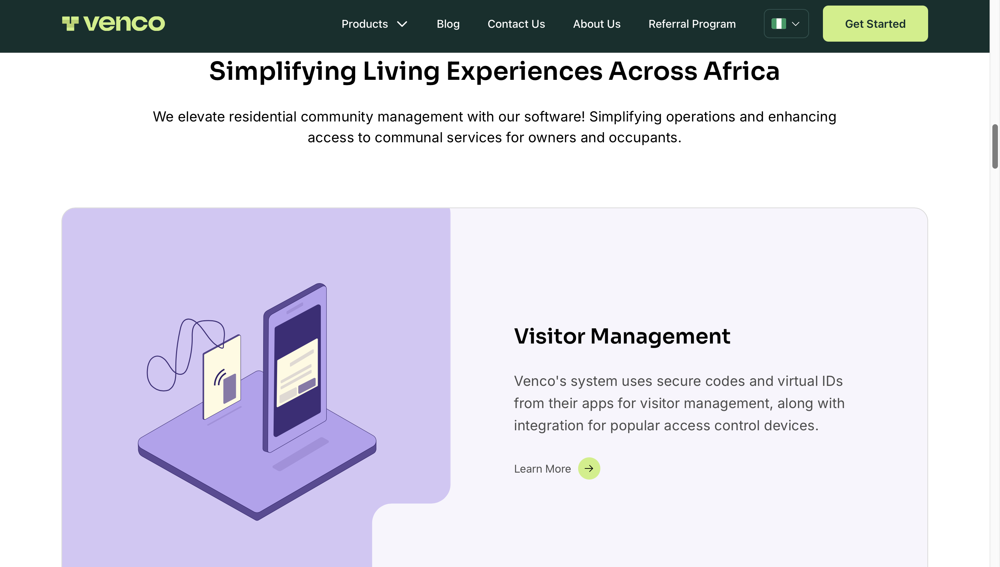 venco
Products
Blog
Contact Us
About Us
Referral Program
Get Started
Simplifying Living Experiences Across Africa
We elevate residential community management with our software! Simplifying operations and enhancing
access to communal services for owners and occupants.
Visitor Management
Venco's system uses secure codes and virtual IDs
from their apps for visitor management, along with
integration for popular access control devices.
Learn More